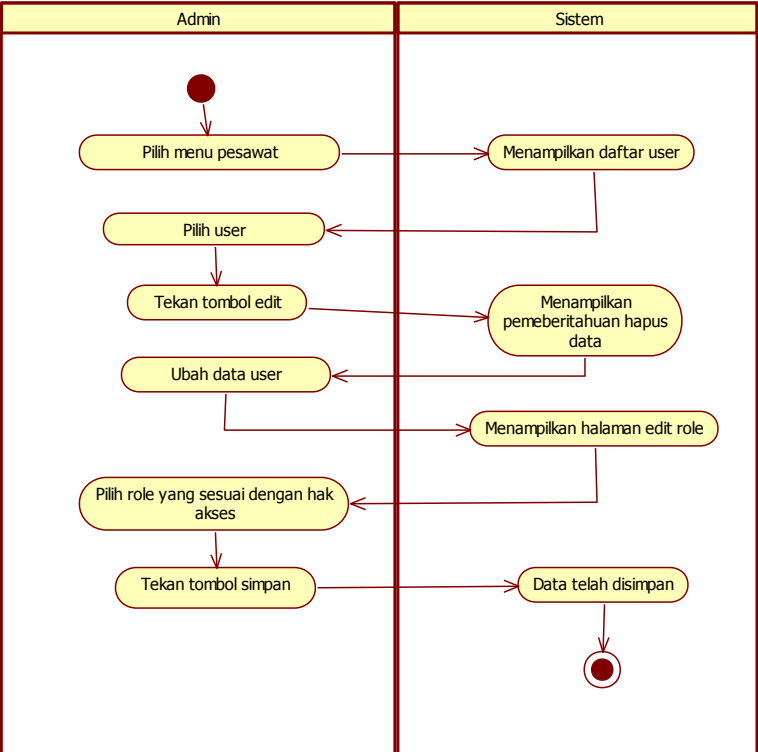 Admin
Sistem
Pilih menu pesawat
Menampilkan daftar user
Pilih user
Tekan tombol edit
Menampilkan
pemeberitahuan hapus
data
Ubah data user
Menampilkan halaman edit role
Pilih role yang sesuai dengan hak
akses
Tekan tombol simpan
Data telah disimpan